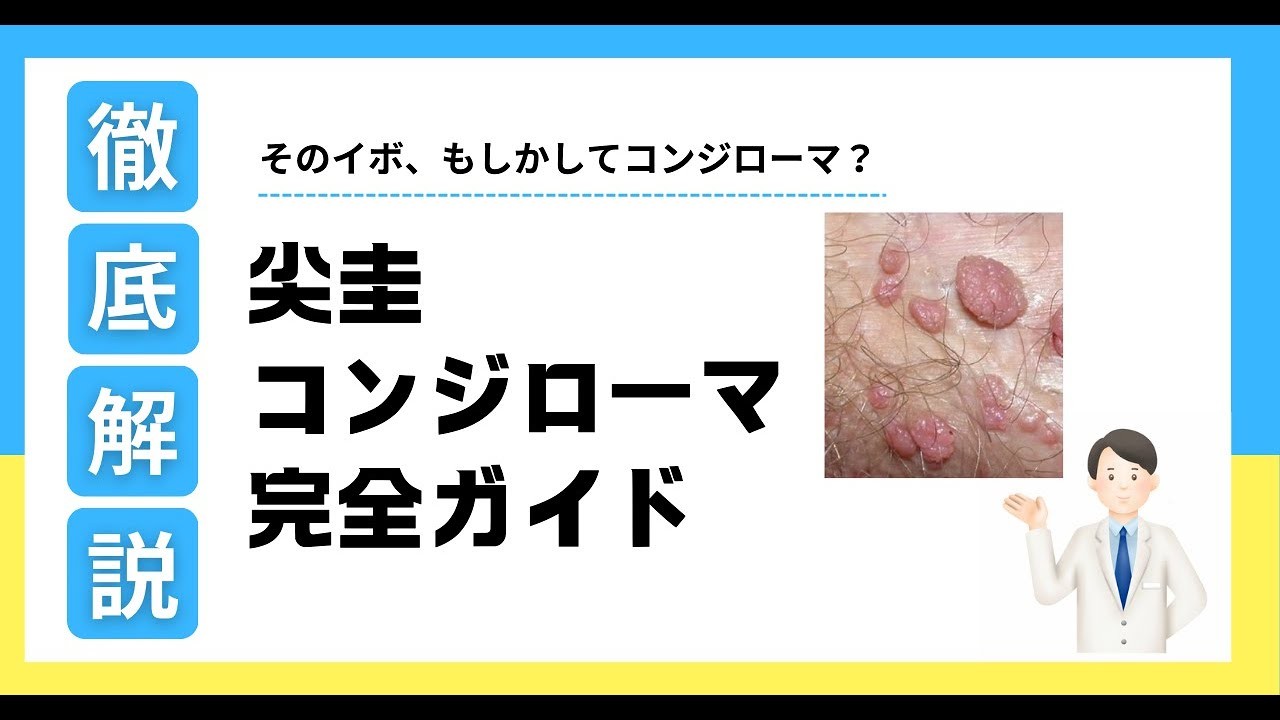 徹底解説
そのイボ、もしかしてコンジローマ？
尖圭
コンジローマ
完全ガイド